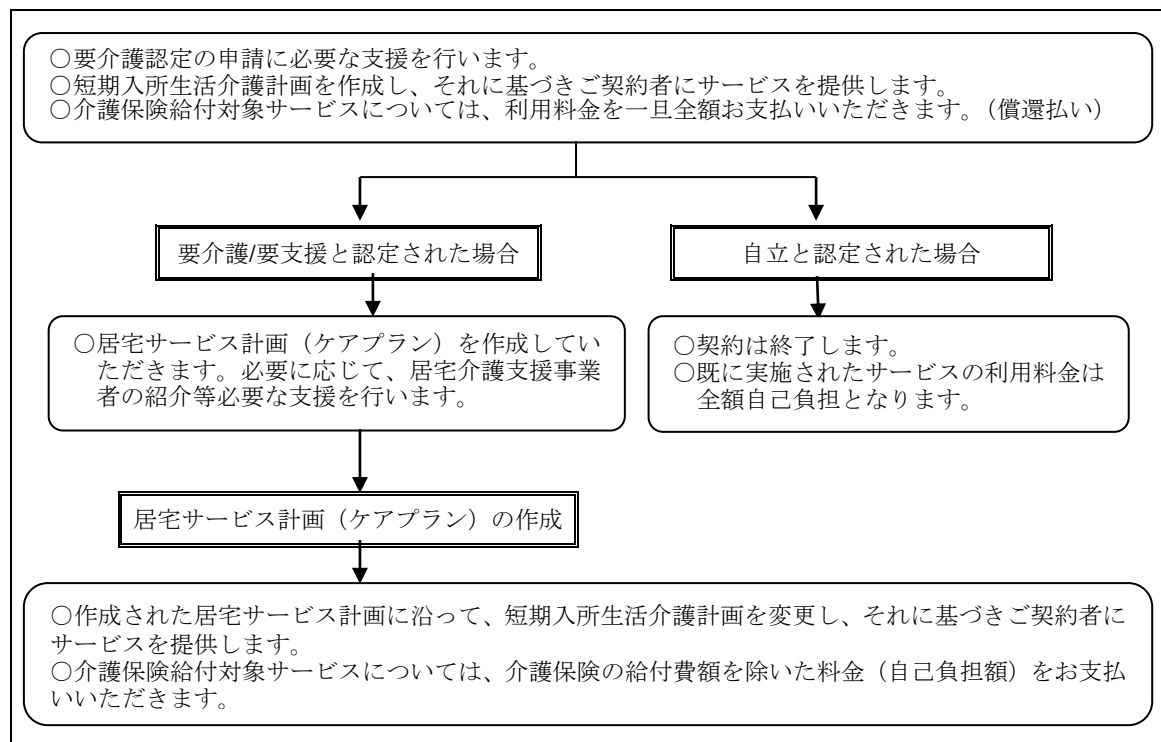 ○要介護認定の申請に必要な支援を行います。
○短期入所生活介護計画を作成し、それに基づきご契約者にサービスを提供します。
○介護保険給付対象サービスについては、利用料金を一旦全額お支払いいただきます。（償還払い）
要介護/要支援と認定された場合
自立と認定された場合
○居宅サービス計画（ケアプラン）を作成してい
ただきます。必要に応じて、居宅介護支援事業
者の紹介等必要な支援を行います。
○契約は終了します。
○既に実施されたサービスの利用料金は
全額自己負担となります。
居宅サービス計画（ケアプラン）の作成
○作成された居宅サービス計画に沿って、短期入所生活介護計画を変更し、それに基づきご契約者に
サービスを提供します。
○介護保険給付対象サービスについては、介護保険の給付費額を除いた料金（自己負担額）をお支払
いいただきます。